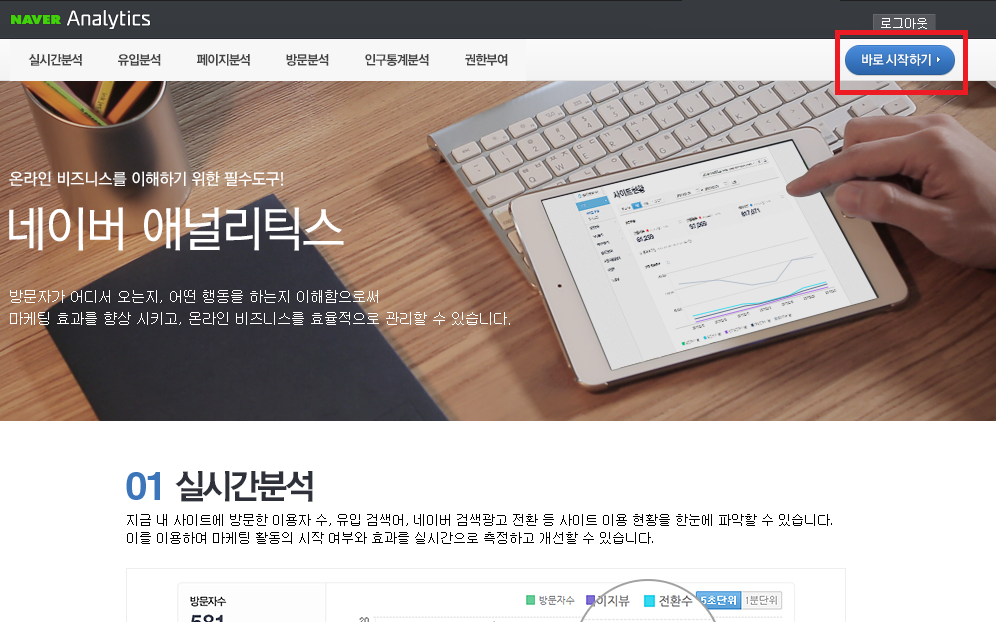 NAVER Analytics
로그아웃
실시간분석 유입분석 페이지분석 방문분석 인구통계분석 권한부여
바로 시작하기
온라인 비즈니스를 이해하기 위한 필수도구!
네이버 애널리틱스
방문자가 어디서 오는지, 어떤 행동을 하는지 이해함으로써
마케팅 효과를 향상 시키고, 온라인 비즈니스를 효율적으로 관리할 수 있습니다.
사이트현황
01 실시간분석
지금 내 사이트에 방문한 이용자 수, 유입 검색어, 네이버 검색광고 전환 등 사이트 이용 현황을 한눈에 파악할 수 있습니다.
이를 이용하여 마케팅 활동의 시작 여부와 효과를 실시간으로 측정하고 개선할 수 있습니다.
방문자수
581
방문자수 이지뷰 전환수 5초단위 1분단위
20